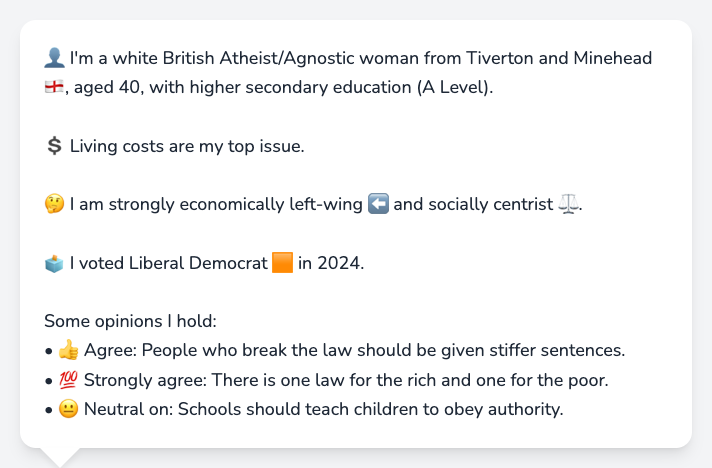 👤 I'm a white British Atheist/Agnostic woman from Tiverton and Minehead
🏴󠁧󠁢󠁥󠁮󠁧󠁿, aged 40, with higher secondary education (A Level).
💲 Living costs are my top issue.
🤔 I am strongly economically left-wing ⬅️ and socially centrist ⚖️.
🗳️ I voted Liberal Democrat 🟧 in 2024.
Some opinions I hold:
• 👍 Agree: People who break the law should be given stiffer sentences.
• 💯 Strongly agree: There is one law for the rich and one for the poor.
• 😐 Neutral on: Schools should teach children to obey authority.